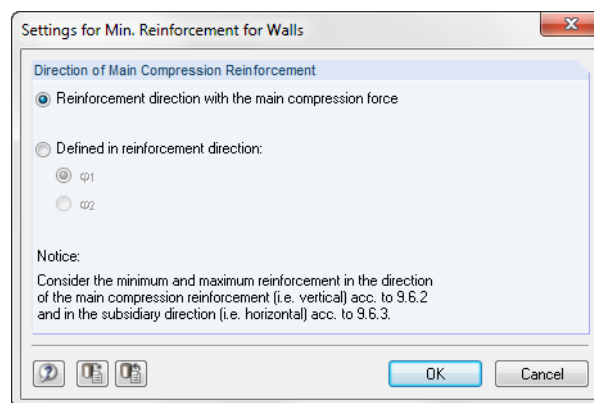 Settings for Min. Reinforcement for Walls
Direction of Main Compression Reinforcement
Reinforcement direction with the main compression force
Defined in reinforcement direction:
φ1
φ2
Notice:
Consider the minimum and maximum reinforcement in the direction
of the main compression reinforcement (i.e. vertical) acc. to 9.6.2
and in the subsidiary direction (i.e. horizontal) acc. to 9.6.3.
OK
Cancel